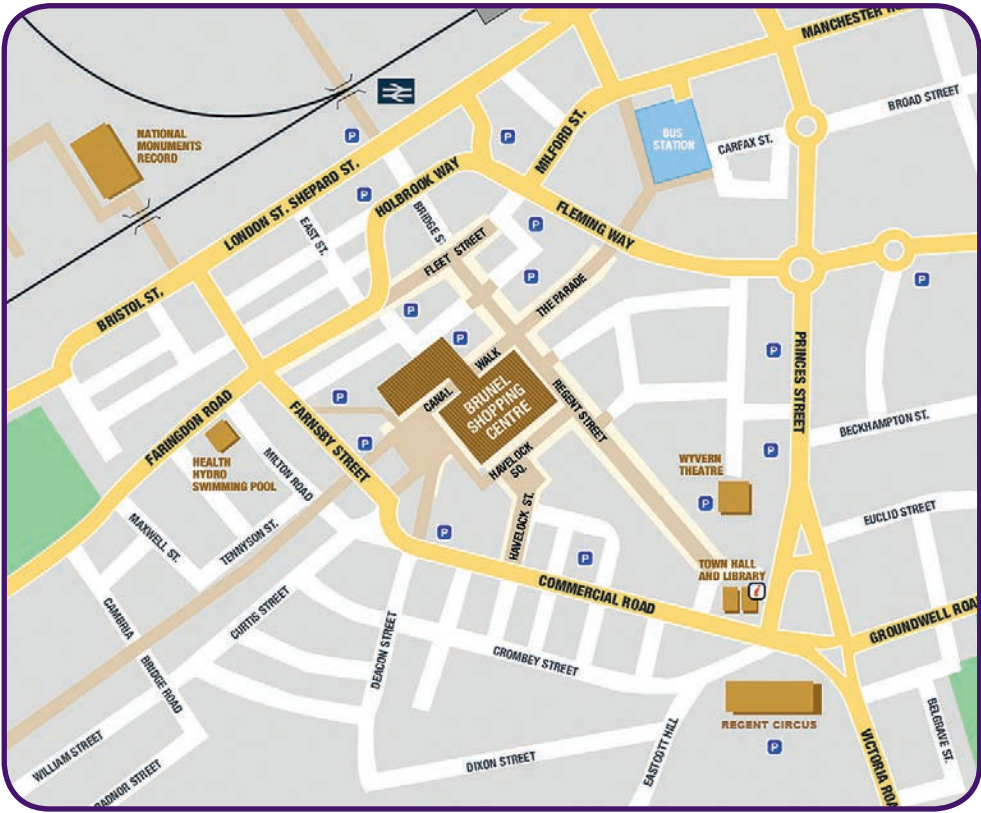 MANCHESTER
BROAD STREET
BUS
STATION
CARFAX ST.
P
P
MILFORD ST.
NATIONAL
MONUMENTS
RECORD
LONDON ST. SHEPARD ST.
P
HOLBROOK WAY
BRIDGE S
EAST ST.
FLEET STREET
P
FLEMING WAY
P
THE PARADE
P
BRISTOL ST.
P
P
P
PRINCES STREET
CANAL WALK
BRUNEL
SHOPPING
CENTRE
REGENT STREET
P
FARINGDON ROAD
FARNSBY STREET
P
HAVELOCK
SQ.
BECKHAMPTON ST.
P
HEALTH
HYDRO
SWIMMING POOL
MILTON ROAD
WYVERN
THEATRE
P
MAXWELL ST.
TENNYSON ST.
HAVELOCK ST.
P
P
EUCLID STREET
TOWN HALL
AND LIBRARY
i
COMMERCIAL ROAD
CAMBRIA
BRIDGE ROAD
CURTIS STREET
DEACON STREET
CROMBEY STREET
GROUNDWELL ROA
REGENT CIRCUS
P
WILLIAM STREET
RADNOR STREET
DIXON STREET
EASTCOTT HILL
VICTORIA ROA
BELGRAVE ST.